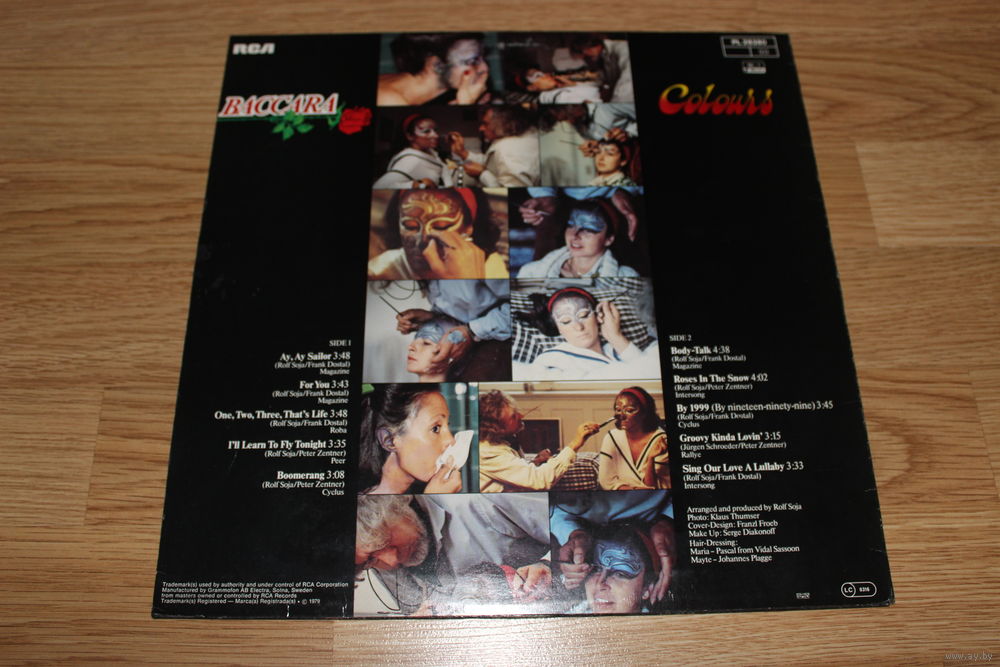 RCA
BACCARA
Colours
SIDE 1
Ay, Ay Sailor 3:48
(Rolf Soja/Frank Dostal)
Magazine
For You 3:43
(Rolf Soja/Frank Dostal)
Magazine
One, Two, Three, That's Life 3:48
(Rolf Soja/Frank Dostal)
Roba
I'll Learn To Fly Tonight 3:35
(Rolf Soja/Peter Zentner)
Peer
Boomerang 3:08
(Rolf Soja/Peter Zentner)
Cyclus
SIDE 2
Body-Talk 4:38
(Rolf Soja/Frank Dostal)
Magazine
Roses In The Snow 4:02
(Rolf Soja/Peter Zentner)
Intersong
By 1999 (By nineteen-ninety-nine) 3:45
(Rolf Soja/Frank Dostal)
Cyclus
Groovy Kinda Lovin' 3:15
(Jürgen Schroeder/Peter Zentner)
Rallye
Sing Our Love A Lullaby 3:33
(Rolf Soja/Frank Dostal)
Intersong
Arranged and produced by Rolf Soja
Photo: Klaus Thumser
Cover-Design: Franzl Froeb
Make Up: Serge Diakonoff
Hair-Dressing:
Maria – Pascal from Vidal Sassoon
Mayte – Johannes Plagge
Trademark(s) used by authority and under control of RCA Corporation
Manufactured by Grammofon AB Electra, Solna, Sweden
from masters owned or controlled by RCA Records
Trademark(s) Registered – Marca(s) Registrada(s) • © 1979
LC 0316
www.ay.by